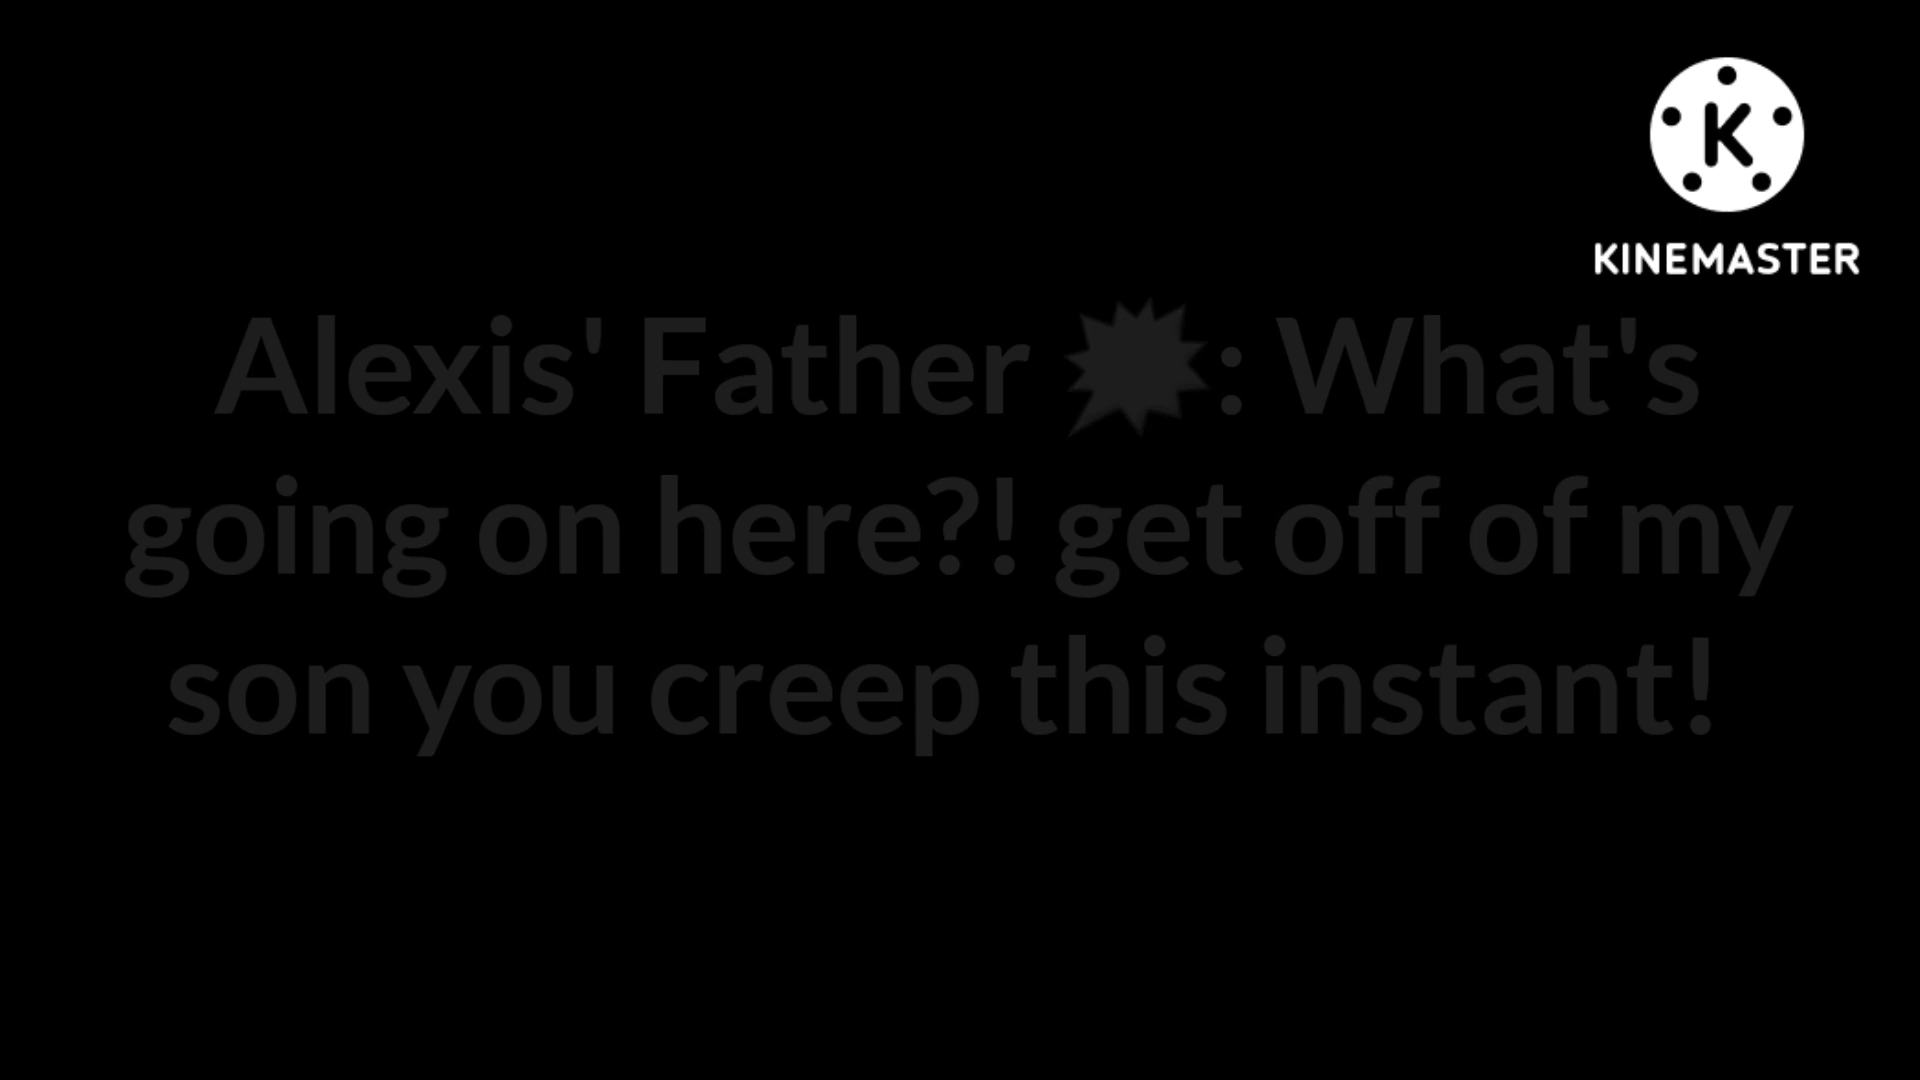 KINEMASTER
Alexis' Father 🗯: What's
going on here?! get off of my
son you creep this instant!